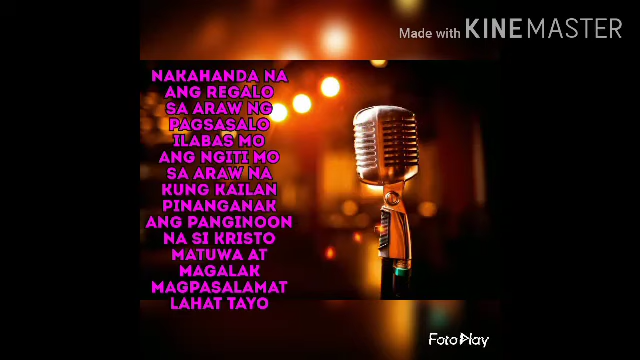 Made with KINEMASTER
NAKAHANDA NA
ANG REGALO
SA ARAW NG
PAGSASALO
ILABAS MO
ANG NGITI MO
SA ARAW NA
KUNG KAILAN
PINANGANAK
ANG PANGINOON
NA SI KRISTO
MATUWA AT
MAGALAK
MAGPASALAMAT
LAHAT TAYO
FotoPlay